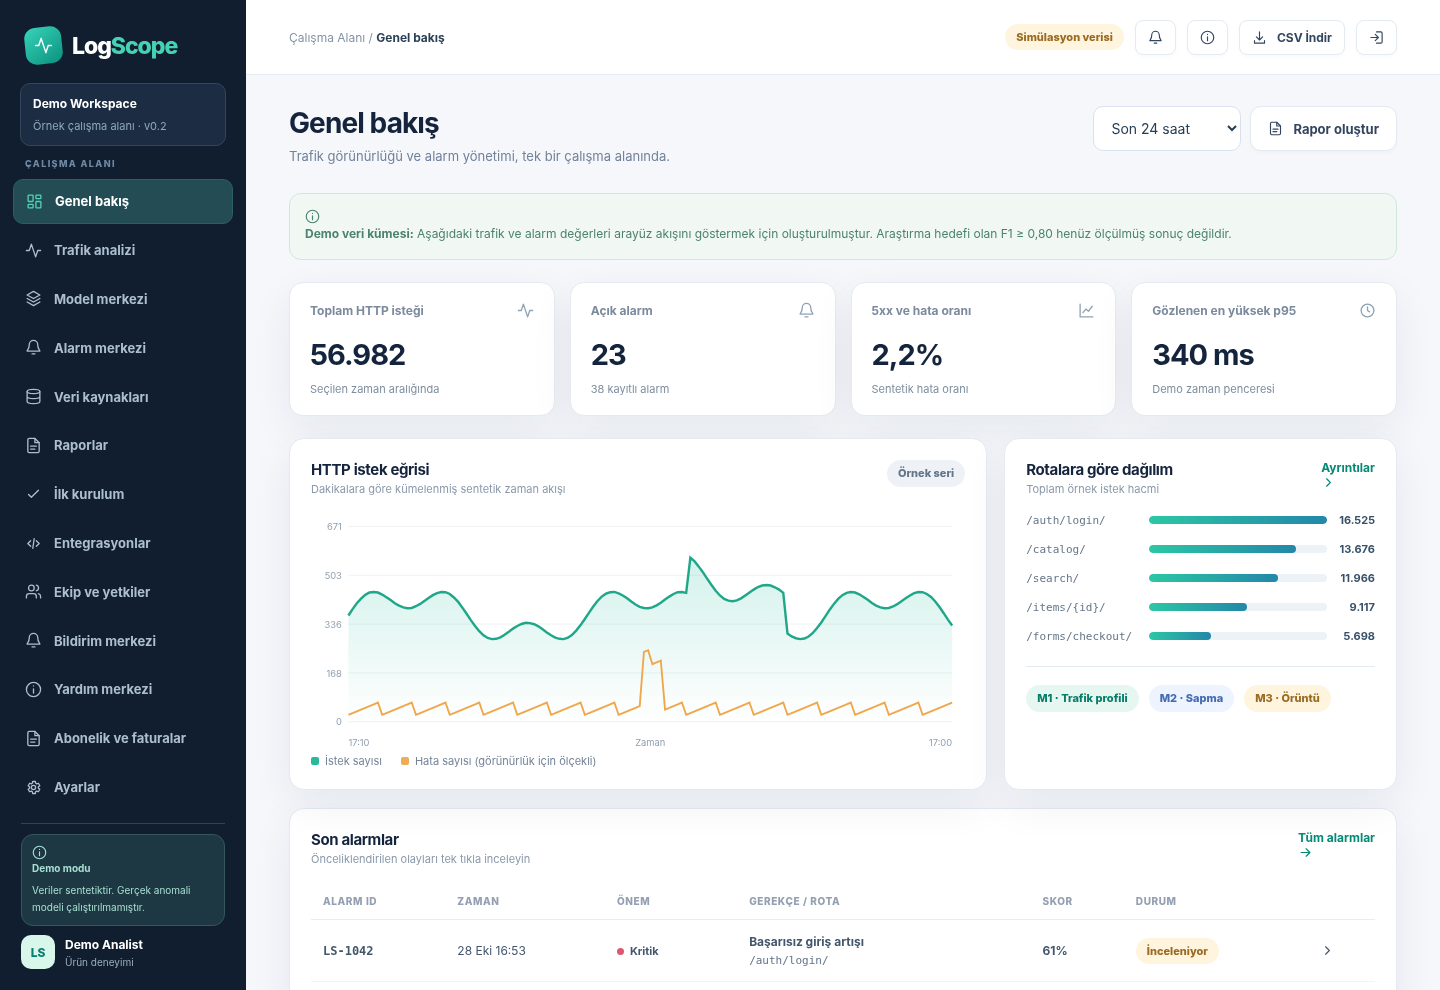 LogScope
Demo Workspace
Örnek çalışma alanı · v0.2
ÇALIŞMA ALANI
Genel bakış
Trafik analizi
Model merkezi
Alarm merkezi
Veri kaynakları
Raporlar
İlk kurulum
Entegrasyonlar
Ekip ve yetkiler
Bildirim merkezi
Yardım merkezi
Abonelik ve faturalar
Ayarlar
Demo modu
Veriler sentetiktir. Gerçek anomali
modeli çalıştırılmamıştır.
LS
Demo Analist
Ürün deneyimi
Çalışma Alanı / Genel bakış
Simülasyon verisi
CSV İndir
Genel bakış
Trafik görünürlüğü ve alarm yönetimi, tek bir çalışma alanında.
Son 24 saat
Rapor oluştur
Demo veri kümesi: Aşağıdaki trafik ve alarm değerleri arayüz akışını göstermek için oluşturulmuştur. Araştırma hedefi olan F1 ≥ 0,80 henüz ölçülmüş sonuç değildir.
Toplam HTTP isteği
56.982
Seçilen zaman aralığında
Açık alarm
23
38 kayıtlı alarm
5xx ve hata oranı
2,2%
Sentetik hata oranı
Gözlenen en yüksek p95
340 ms
Demo zaman penceresi
HTTP istek eğrisi
Dakikalara göre kümelenmiş sentetik zaman akışı
Örnek seri
671
503
336
168
0
17:10
Zaman
17:00
İstek sayısı
Hata sayısı (görünürlük için ölçekli)
Rotalara göre dağılım
Toplam örnek istek hacmi
Ayrıntılar
/auth/login/ 16.525
/catalog/ 13.676
/search/ 11.966
/items/{id}/ 9.117
/forms/checkout/ 5.698
M1 · Trafik profili
M2 · Sapma
M3 · Örüntü
Son alarmlar
Önceliklendirilen olayları tek tıkla inceleyin
Tüm alarmlar
ALARM ID ZAMAN ÖNEM GEREKÇE / ROTA SKOR DURUM
LS-1042 28 Eki 16:53 Kritik Başarısız giriş artışı 61% İnceleniyor
/auth/login/